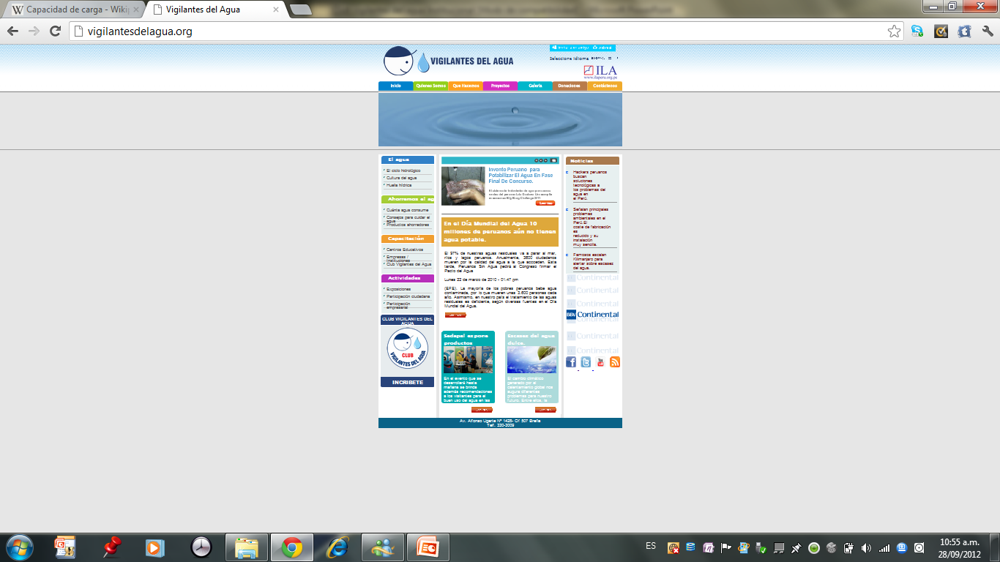 Capacidad de carga - Wikip
Vigilantes del Agua
vigilantesdelagua.org
VIGILANTES DEL AGUA
Seleccione Idioma
ILA
www.ilaperu.org.pe
Inicio
Quienes Somos
Que Hacemos
Proyectos
Galeria
Donaciones
Contáctenos
El agua
El ciclo hidrológico
Cultura del agua
Huella hídrica
Ahorremos el ag
Cuánta agua consume
Consejos para cuidar el
agua
Productos ahorradores
Capacitación
Centros Educativos
Empresas /
Instituciones
Club Vigilantes del Agua
Actividades
Exposiciones
Participación ciudadana
Participación
empresarial
CLUB VIGILANTES DEL
AGUA
CLUB
VIGILANTES DEL AGUA
INCRIBETE
Invento Peruano para
Potabilizar El Agua En Fase
Final De Concurso.
En el Día Mundial del Agua 10
millones de peruanos aún no tienen
agua potable.
El 97% de nuestras aguas residuales va a parar al mar,
ríos y lagos peruanos. Anualmente, 3600 ciudadanos
mueren por la calidad del agua a la que acceden. Esta
tarde, Peruanos Sin Agua pedirá al Congreso firmar el
Pacto del Agua
Lunes 22 de marzo de 2010 - 01:47 pm
(EFE). La mayoría de los pobres peruanos bebe agua
contaminada, por lo que mueren unas 3.600 personas cada
año. Asimismo, en nuestro país el tratamiento de las aguas
residuales es deficiente, según diversas fuentes en el Día
Mundial del Agua.
Sedapal expone
productos
En el evento que se
desarrollará hasta
mañana se brinda
además recomendaciones
a los visitantes para el
buen uso del agua en las
Escasez del agua
dulce.
El cambio climático
generado por el
calentamiento global nos
augura diferentes
problemas para nuestro
futuro. Entre ellos, la
Noticias
Hackers peruanos
buscan
soluciones
tecnológicas a
los problemas del
agua en
el Perú.
Señalan principales
problemas
ambientales en el
Perú.El
coste de fabricación
es
reducido y su
instalación
muy sencilla.
Famosos escalan
Kilimanjaro para
alertar sobre escasez
del agua.
Continental
Continental
Continental
BBV Continental
Continental
Continental
Av. Alfonso Ugarte Nº 1428- Of 507 Breña
Telf. 330-3009
ES
10:55 a.m.
28/09/2012